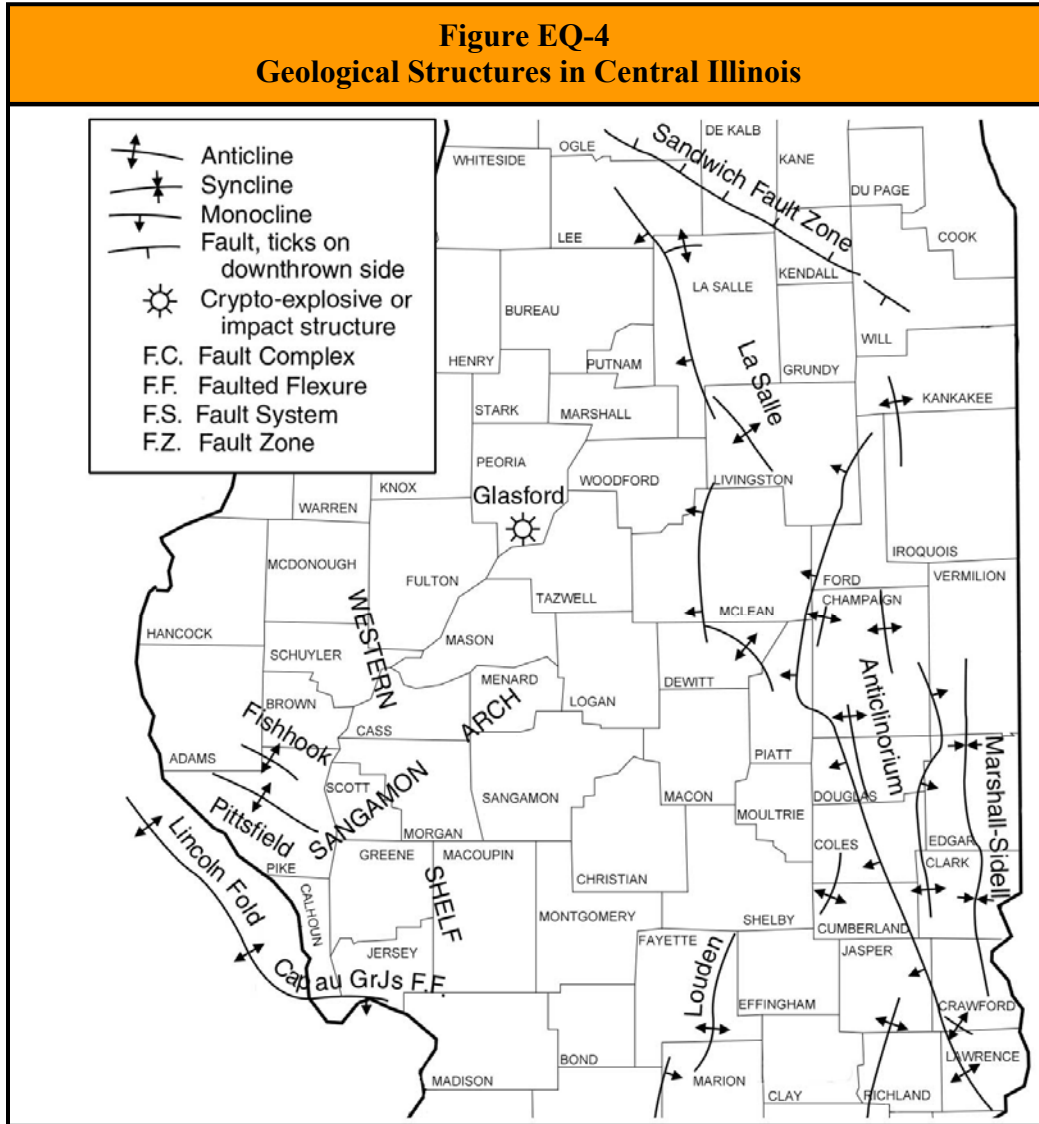 Figure EQ-4
Geological Structures in Central Illinois
Anticline
Syncline
Monocline
Fault, ticks on
downthrown side
Crypto-explosive or
impact structure
F.C. Fault Complex
F.F. Faulted Flexure
F.S. Fault System
F.Z. Fault Zone
WHITESIDE
OGLE
DE KALB
KANE
DU PAGE
Sandwich Fault Zone
LEE
COOK
KENDALL
LA SALLE
BUREAU
WILL
HENRY
PUTNAM
La Salle
GRUNDY
KANKAKEE
STARK
MARSHALL
PEORIA
WOODFORD
LIVINGSTON
KNOX
Glasford
WARREN
IROQUOIS
MCDONOUGH
FULTON
FORD
VERMILION
TAZWELL
CHAMPAIGN
MCLEAN
HANCOCK
WESTERN
MASON
SCHUYLER
MENARD
DEWITT
LOGAN
BROWN
ARCH
Anticlinorium
CASS
Fishhook
ADAMS
PIATT
SCOTT
SANGAMON
SANGAMON
MACON
DOUGLAS
Marshall-Sidell
Pittsfield
MOULTRIE
MORGAN
EDGAR
Lincoln Fold
COLES
GREENE
MACOUPIN
CLARK
PIKE
CHRISTIAN
CALHOUN
SHELF
MONTGOMERY
SHELBY
CUMBERLAND
FAYETTE
JERSEY
JASPER
Cap au GrJs F.F.
Louden
EFFINGHAM
CRAWFORD
BOND
LAWRENCE
MADISON
MARION
CLAY
RICHLAND